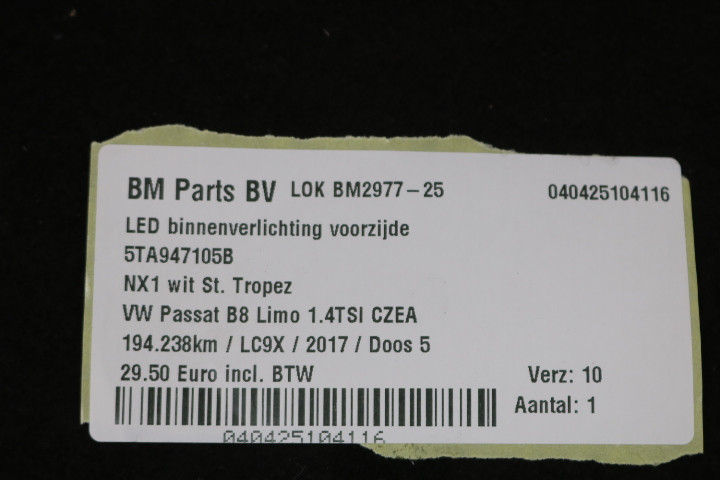 BM Parts BV LOK BM2977-25 040425104116
LED binnenverlichting voorzijde
5TA947105B
NX1 wit St. Tropez
VW Passat B8 Limo 1.4TSI CZEA
194.238km / LC9X / 2017 / Doos 5
29.50 Euro incl. BTW Verz: 10
Aantal: 1
040425104116